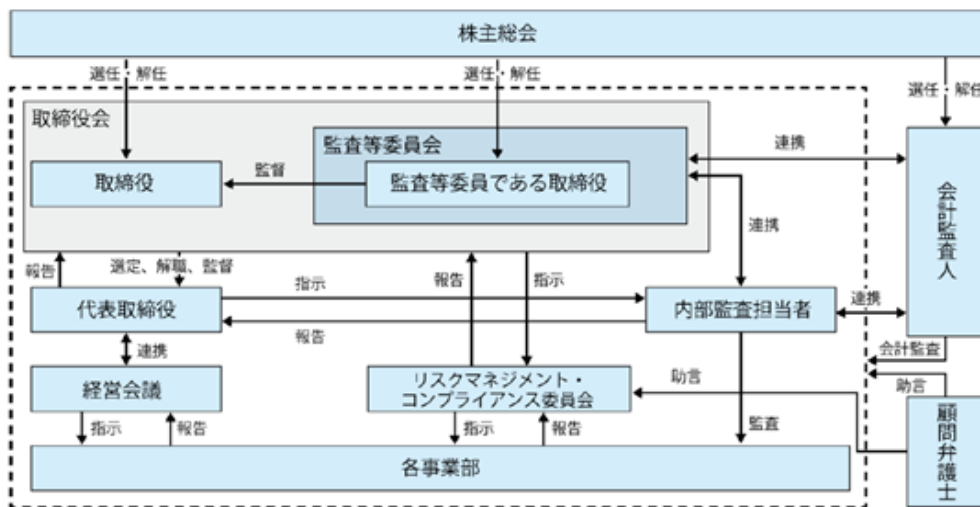 株主総会
選任・解任
選任・解任
選任・解任
取締役会
監査等委員会
取締役
監督
監査等委員である取締役
連携
会計監査人
連携
報告
選定、解職、監督
報告
指示
代表取締役
指示
報告
内部監査担当者
連携
連携
会計監査
経営会議
リスクマネジメント・
コンプライアンス委員会
助言
助言
顧問弁護士
指示
報告
指示
報告
監査
各事業部